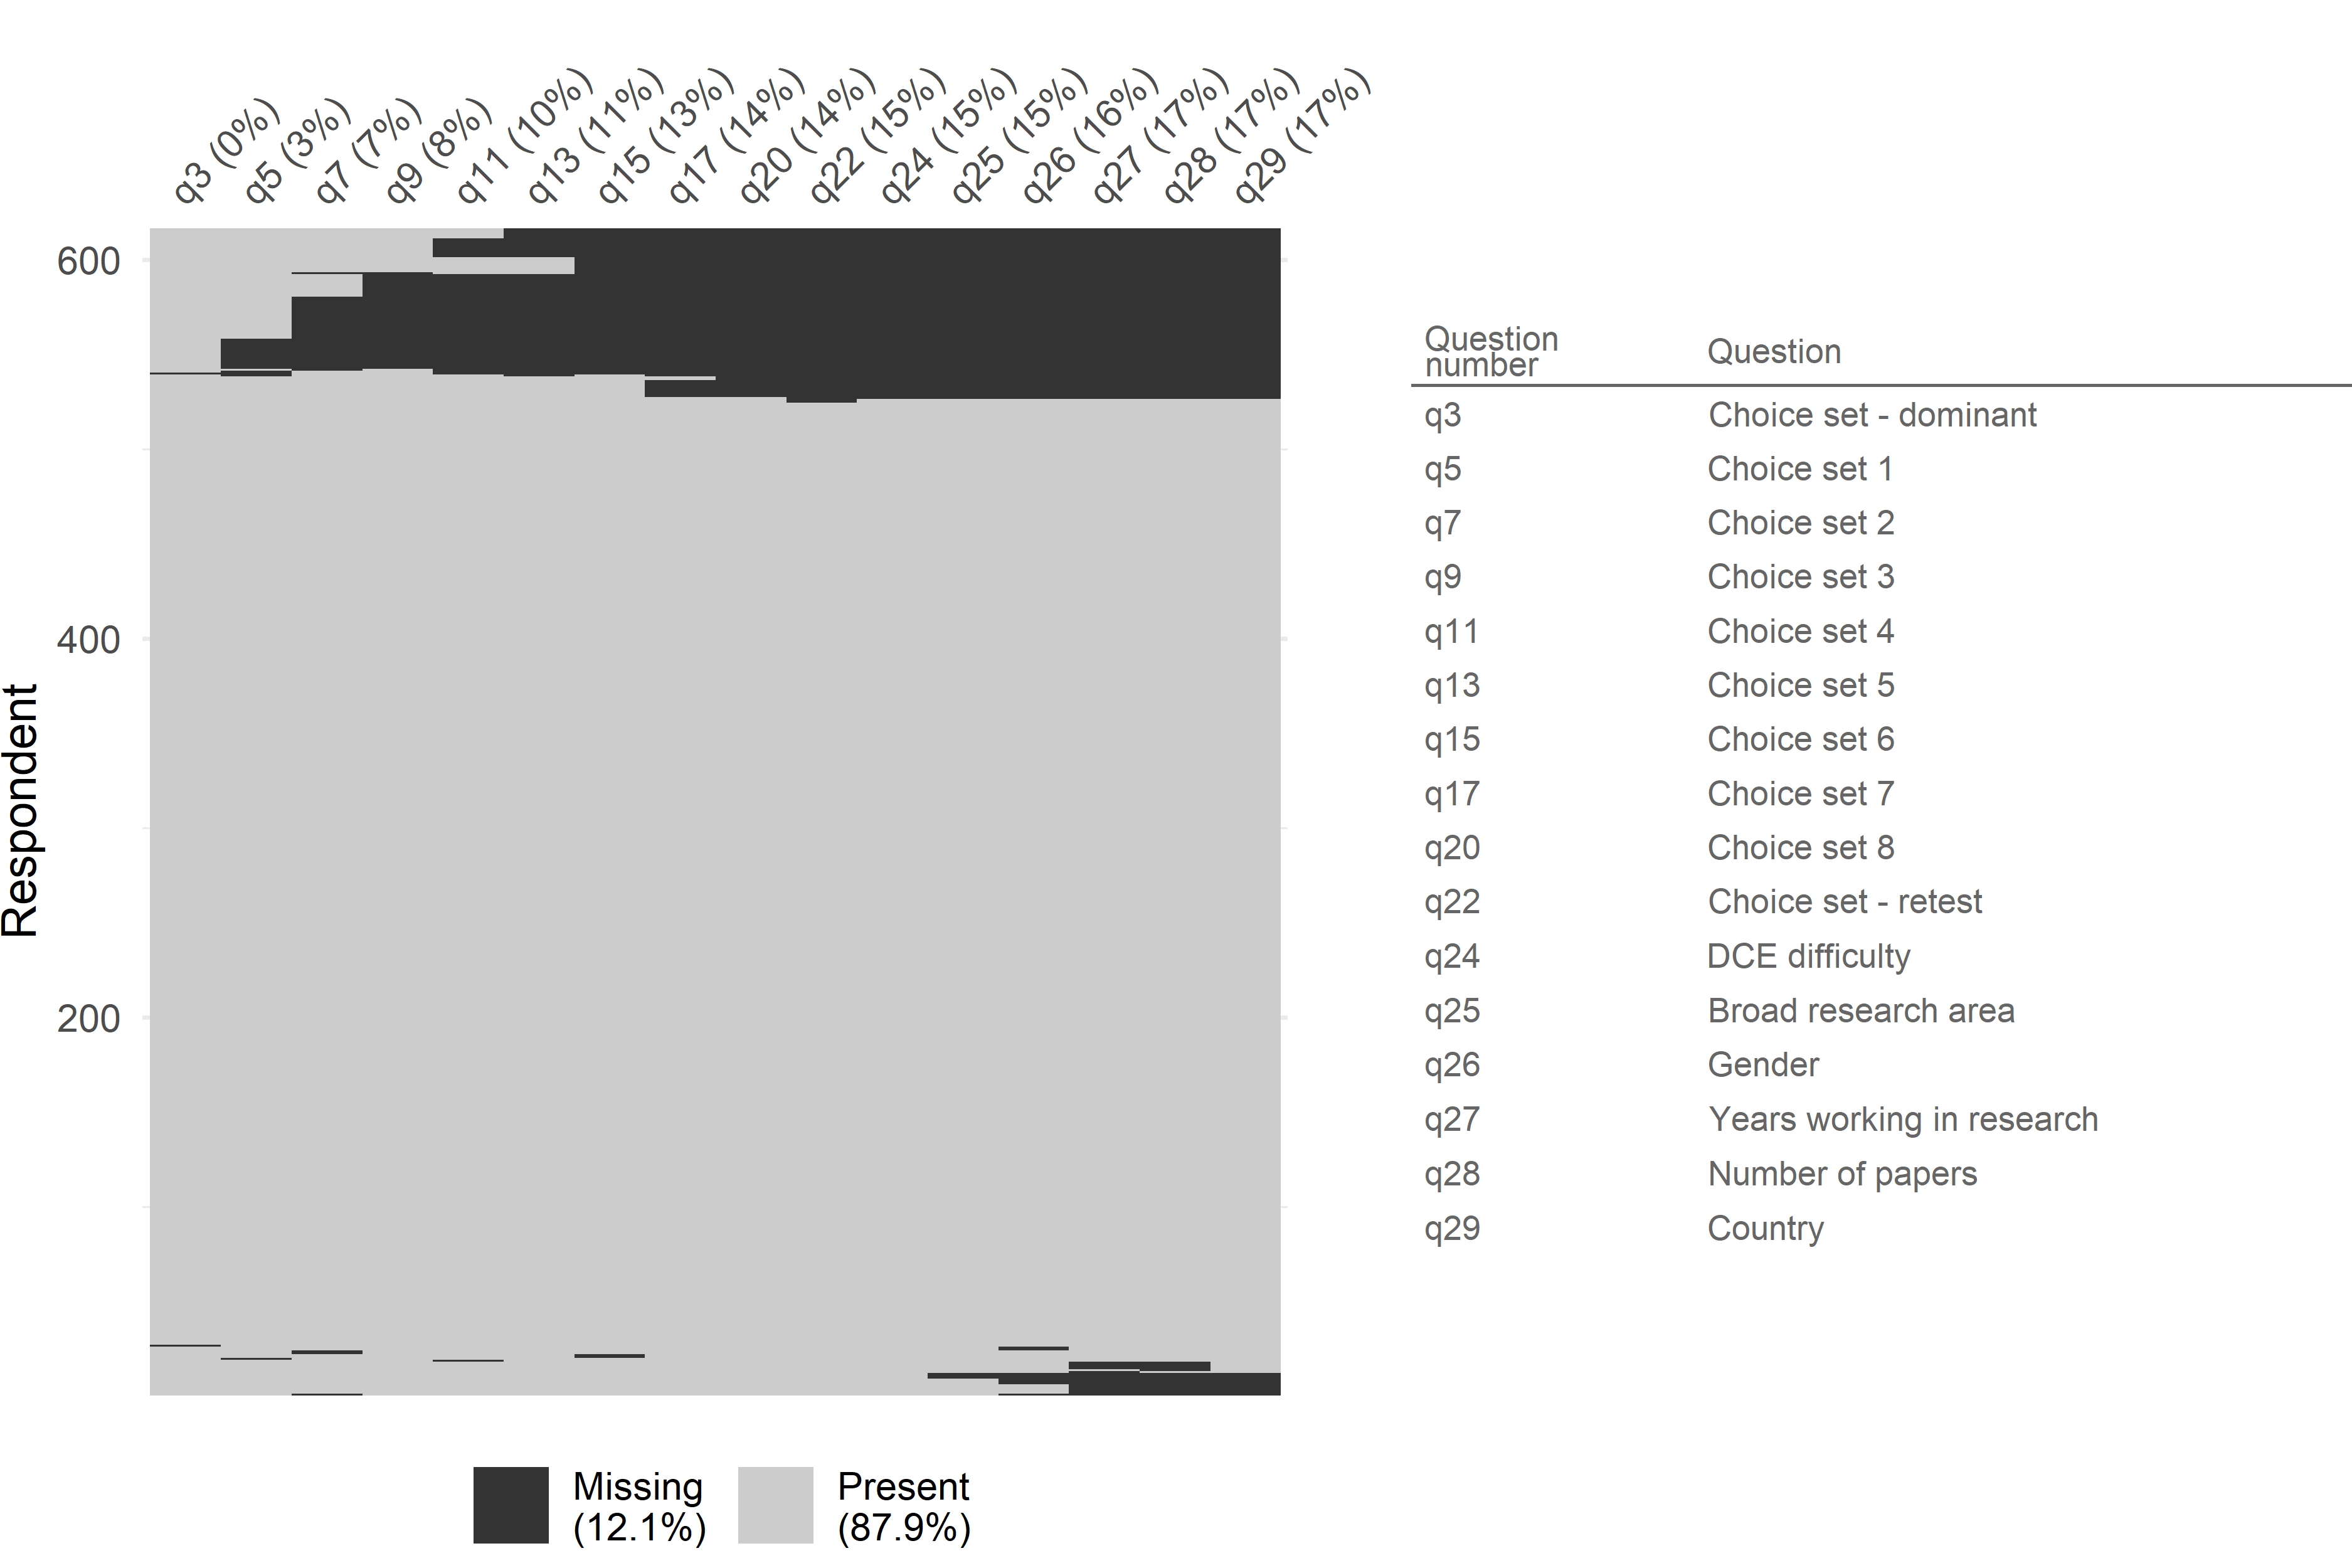 q3 (0%)
q5 (3%)
q7 (7%)
q9 (8%)
q11 (10%)
q13 (11%)
q15 (13%)
q17 (14%)
q20 (14%)
q22 (15%)
q24 (15%)
q25 (15%)
q26 (16%)
q27 (17%)
q28 (17%)
q29 (17%)
600
400
200
Respondent
Missing
(12.1%)
Present
(87.9%)
Question
number
Question
q3 Choice set - dominant
q5 Choice set 1
q7 Choice set 2
q9 Choice set 3
q11 Choice set 4
q13 Choice set 5
q15 Choice set 6
q17 Choice set 7
q20 Choice set 8
q22 Choice set - retest
q24 DCE difficulty
q25 Broad research area
q26 Gender
q27 Years working in research
q28 Number of papers
q29 Country